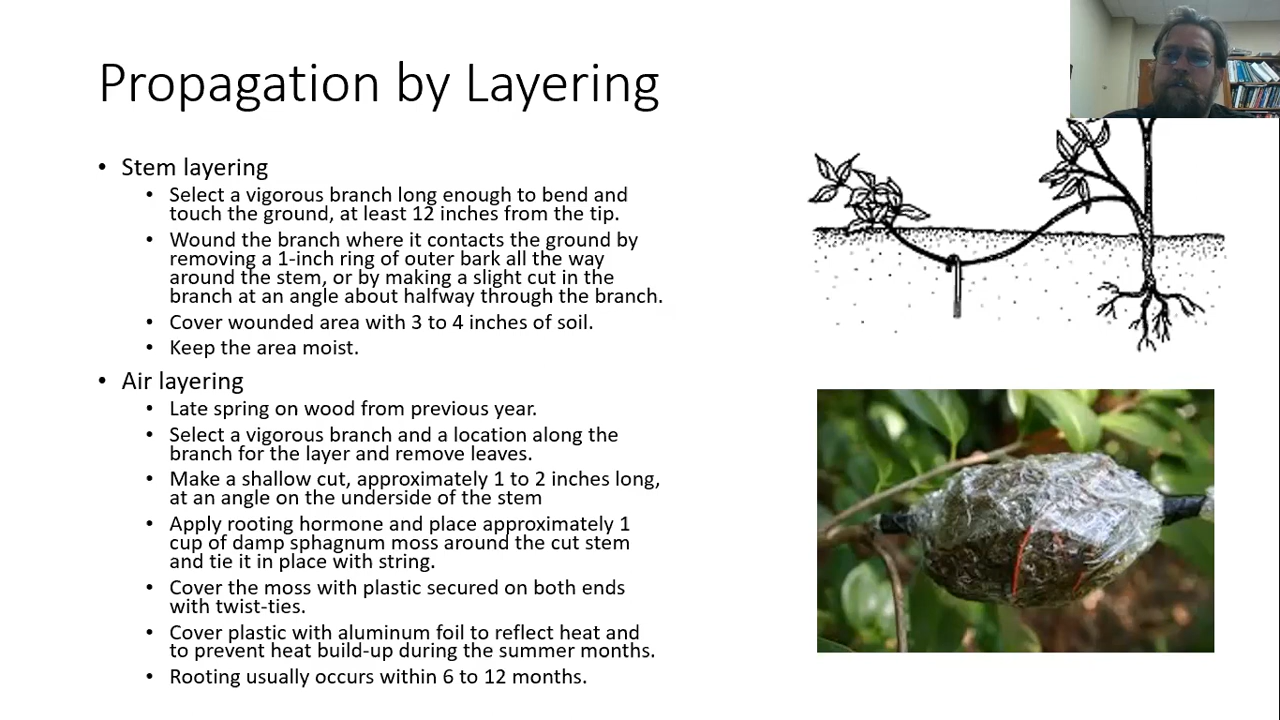 Propagation by Layering
• Stem layering
• Select a vigorous branch long enough to bend and
touch the ground, at least 12 inches from the tip.
• Wound the branch where it contacts the ground by
removing a 1-inch ring of outer bark all the way
around the stem, or by making a slight cut in the
branch at an angle about halfway through the branch.
• Cover wounded area with 3 to 4 inches of soil.
• Keep the area moist.
• Air layering
• Late spring on wood from previous year.
• Select a vigorous branch and a location along the
branch for the layer and remove leaves.
• Make a shallow cut, approximately 1 to 2 inches long,
at an angle on the underside of the stem
• Apply rooting hormone and place approximately 1
cup of damp sphagnum moss around the cut stem
and tie it in place with string.
• Cover the moss with plastic secured on both ends
with twist-ties.
• Cover plastic with aluminum foil to reflect heat and
to prevent heat build-up during the summer months.
• Rooting usually occurs within 6 to 12 months.